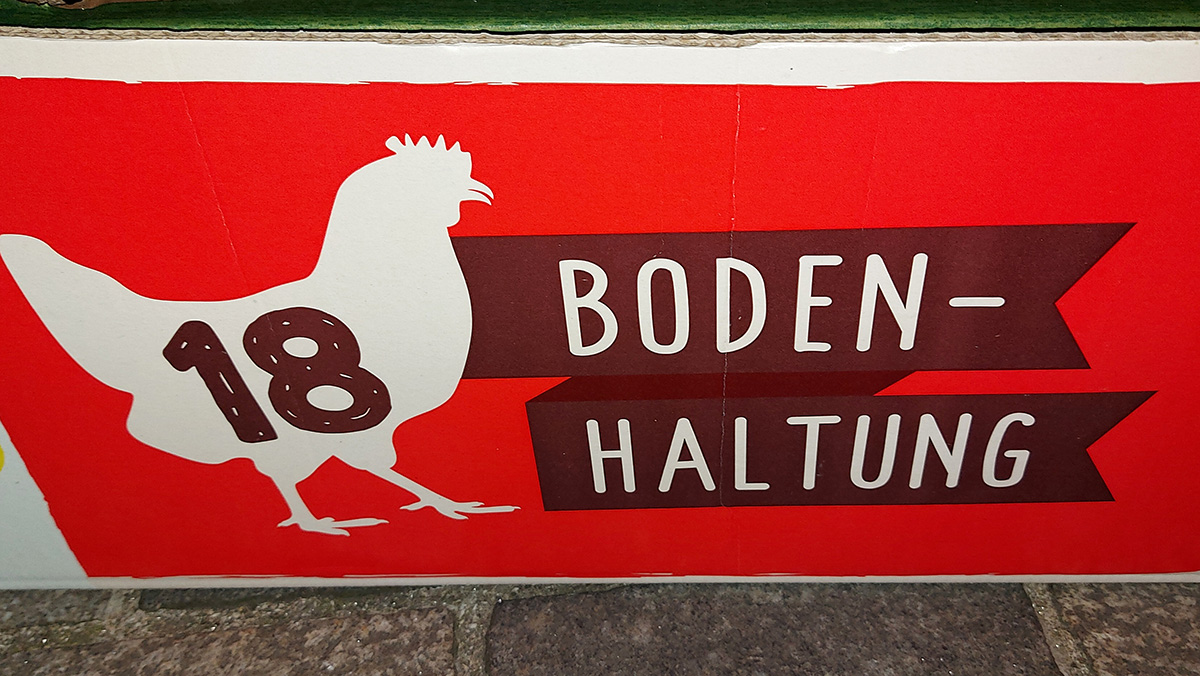 18
BODEN-
HALTUNG